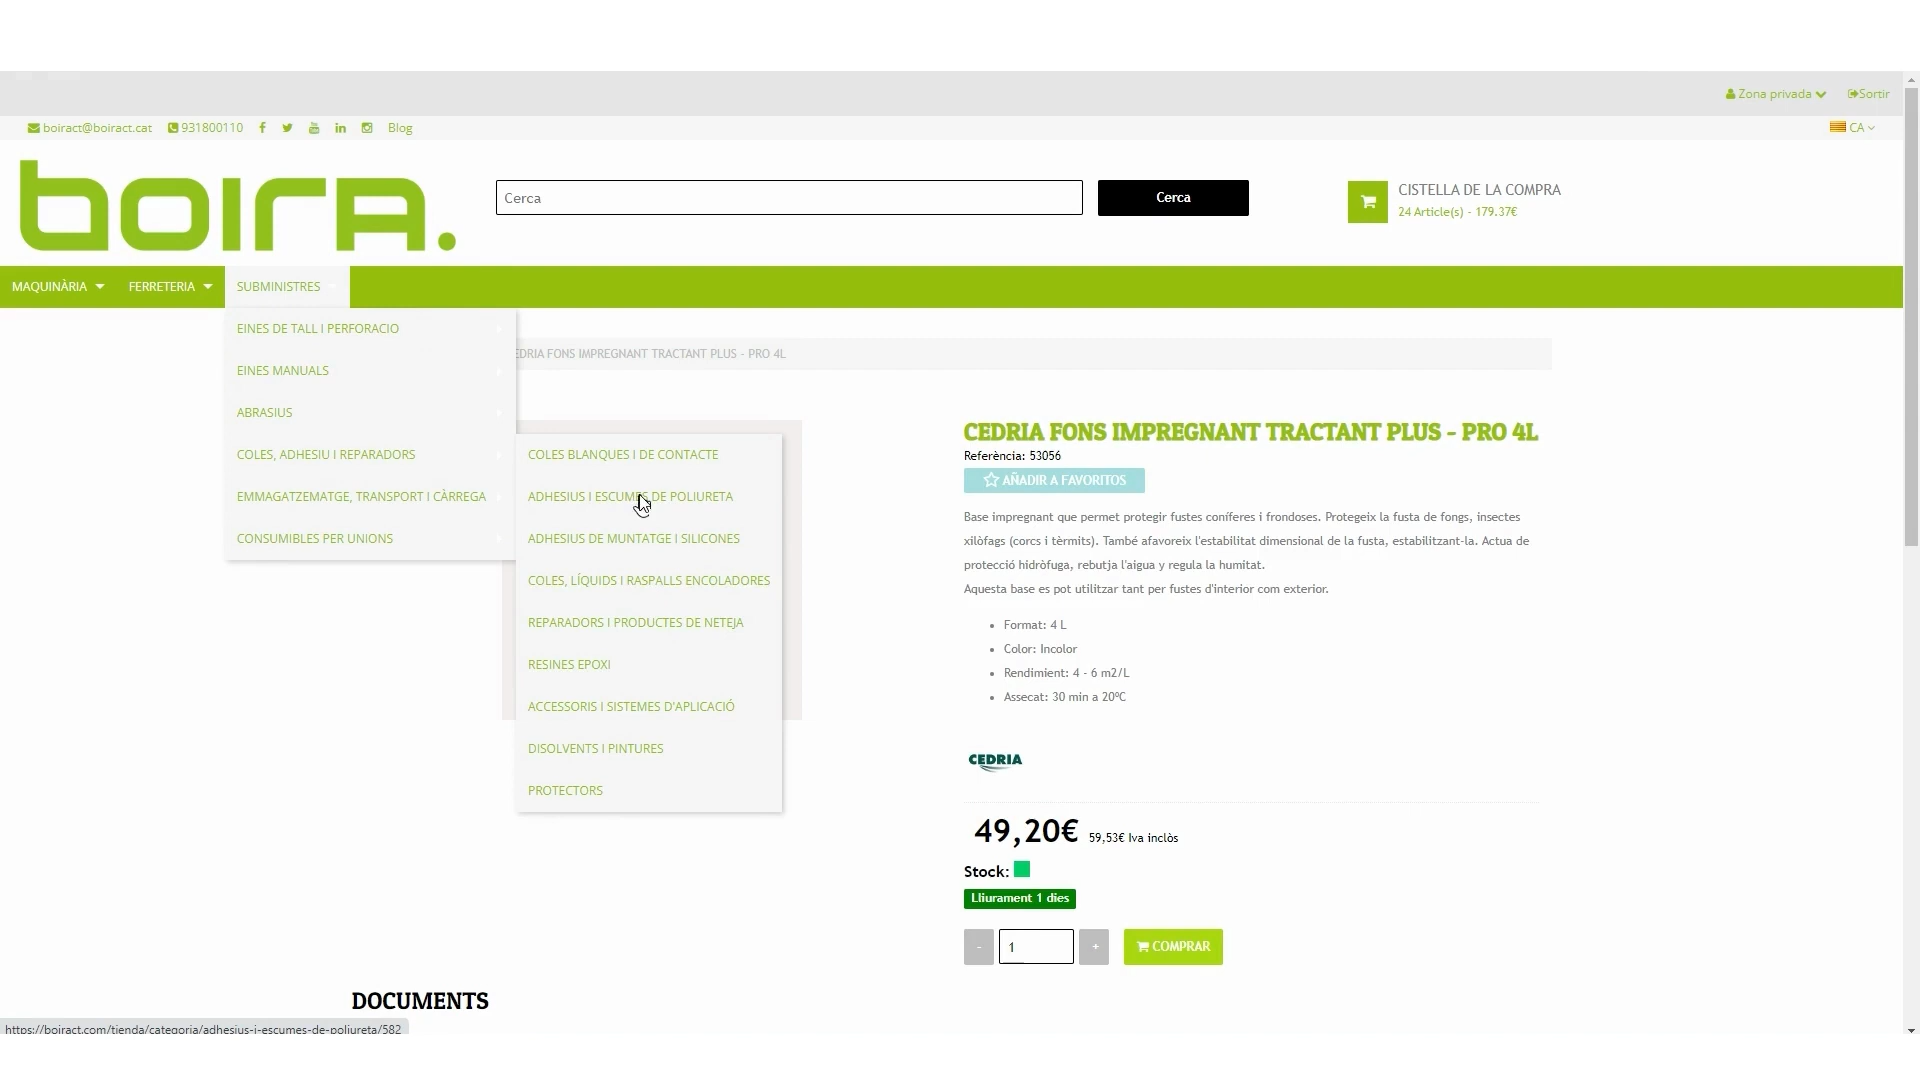 Zona privada
Sortir
boiract@boiract.cat
931800110
Blog
CA
boira.
Cerca
Cerca
CISTELLA DE LA COMPRA
24 Article(s) - 179.37€
MAQUINÀRIA
FERRETERIA
SUBMINISTRES
EINES DE TALL I PERFORACIO
EINES MANUALS
ABRASIUS
COLES, ADHESIU I REPARADORS
EMMAGATZEMATGE, TRANSPORT I CÀRREGA
CONSUMIBLES PER UNIONS
COLES BLANQUES I DE CONTACTE
ADHESIUS I ESCUMES DE POLIURETA
ADHESIUS DE MUNTATGE I SILICONES
COLES, LÍQUIDS I RASPALLS ENCOLADORES
REPARADORS I PRODUCTES DE NETEJA
RESINES EPOXI
ACCESSORIS I SISTEMES D'APLICACIÓ
DISOLVENTS I PINTURES
PROTECTORS
EDRIA FONS IMPREGNANT TRACTANT PLUS - PRO 4L
CEDRIA FONS IMPREGNANT TRACTANT PLUS - PRO 4L
Referència: 53056
AÑADIR A FAVORITOS
Base impregnant que permet protegir fustes coníferes i frondoses. Protegeix la fusta de fongs, insectes
xilòfags (corcs i tèrmits). També afavoreix l'estabilitat dimensional de la fusta, estabilitzant-la. Actua de
protecció hidròfuga, rebutja l'aigua y regula la humitat.
Aquesta base es pot utilitzar tant per fustes d'interior com exterior.
Format: 4 L
Color: Incolor
Rendimient: 4 - 6 m2/L
Assecat: 30 min a 20ºC
CEDRIA
49,20€ 59,53€ Iva inclòs
Stock:
Lliurament 1 dies
- 1 +
COMPRAR
DOCUMENTS
https://boiract.com/tienda/categoria/adhesius-i-escumes-de-poliureta/582